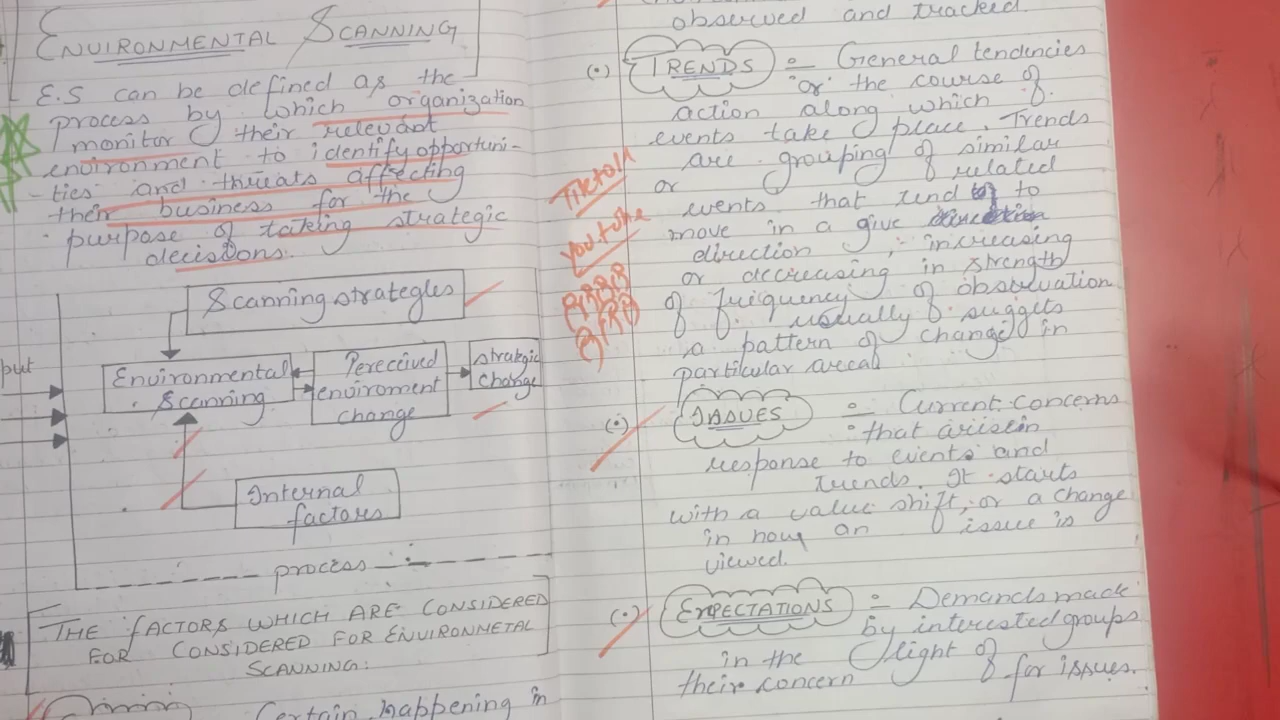 ENVIRONMENTAL SCANNING
E.S can be defined as the
process by which organization
monitor their relevant
environment to identify opportuni-
-ties and threats affecting
their business for the
purpose of taking strategic
decisions.
Scanning strategies
put
Environmental
Scanning
Pereceived
enviroment
change
strategic
change
Internal
factors
process
THE FACTORS WHICH ARE CONSIDERED
FOR CONSIDERED FOR ENVIRONMETAL
SCANNING:
Certain happening in
observed and tracked.
(•) TRENDS :- General tendencies
or the course of
action along which
events take place. Trends
are grouping of similar
or related
events that tend to
move in a give
direction, increasing
or decreasing in strength
of friquency of observation
usually suggets
a pattern of change in
particular
(•) ISSUES :- Current concerns
that arise in
response to events and
trends. It starts
with a value shift, or a change
in how an issue is
viewed.
(•) EXPECTATIONS :- Demands made
by interested groups
in the light of
their concern for issues.
Tiktok